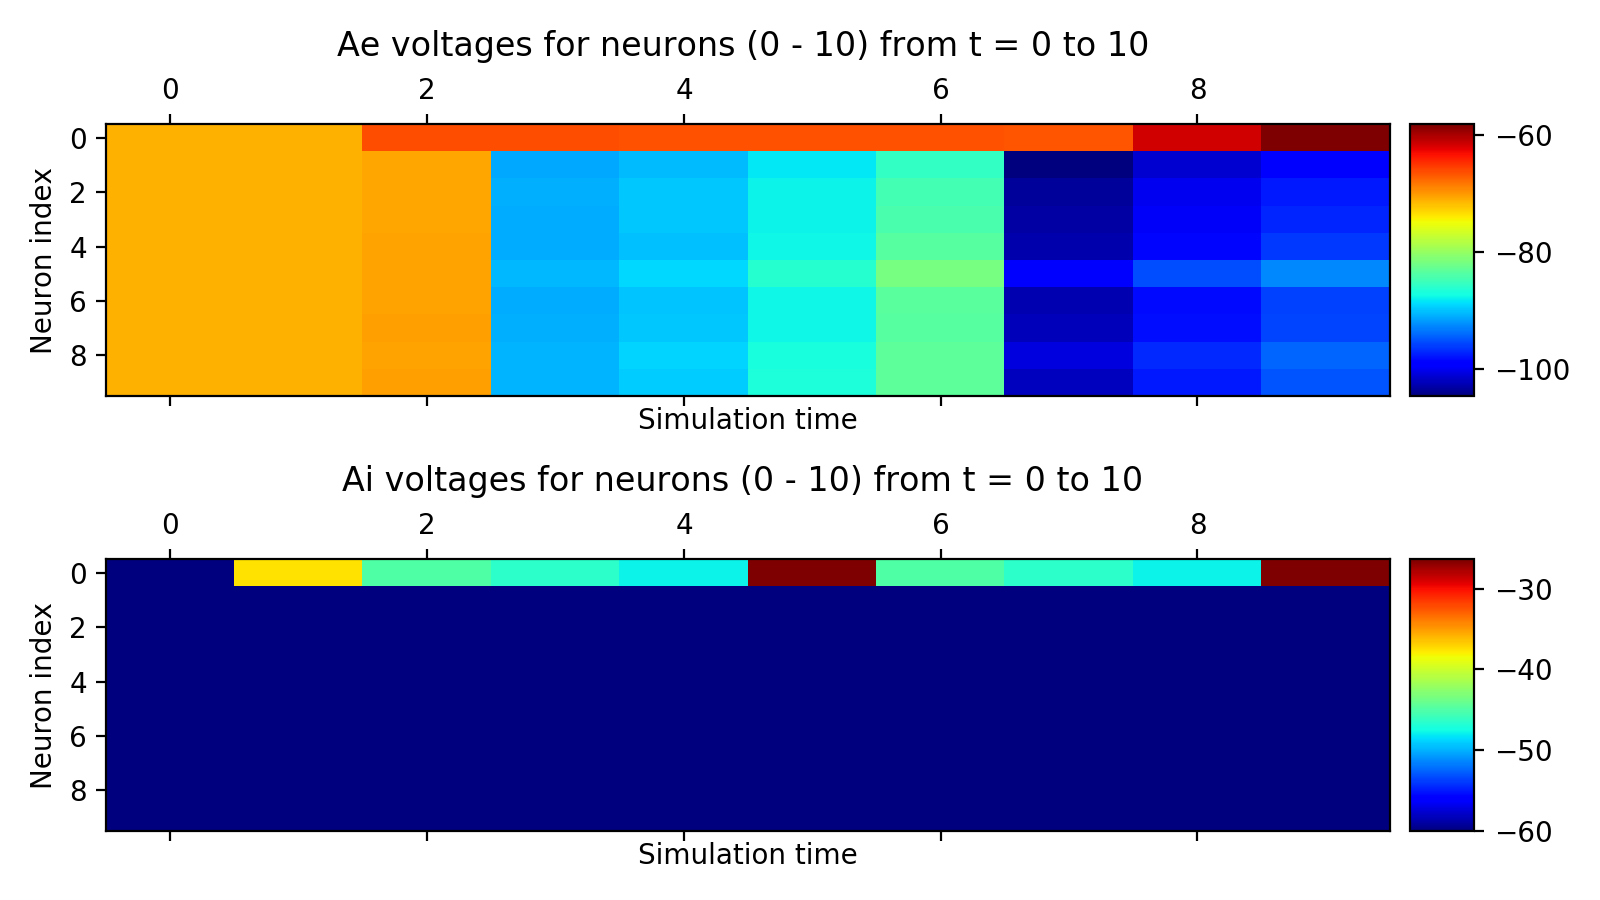 Ae voltages for neurons (0 - 10) from t = 0 to 10
0 2 4 6 8
Neuron index
0
2
4
6
8
−60
−80
−100
Simulation time
Ai voltages for neurons (0 - 10) from t = 0 to 10
0 2 4 6 8
Neuron index
0
2
4
6
8
−30
−40
−50
−60
Simulation time